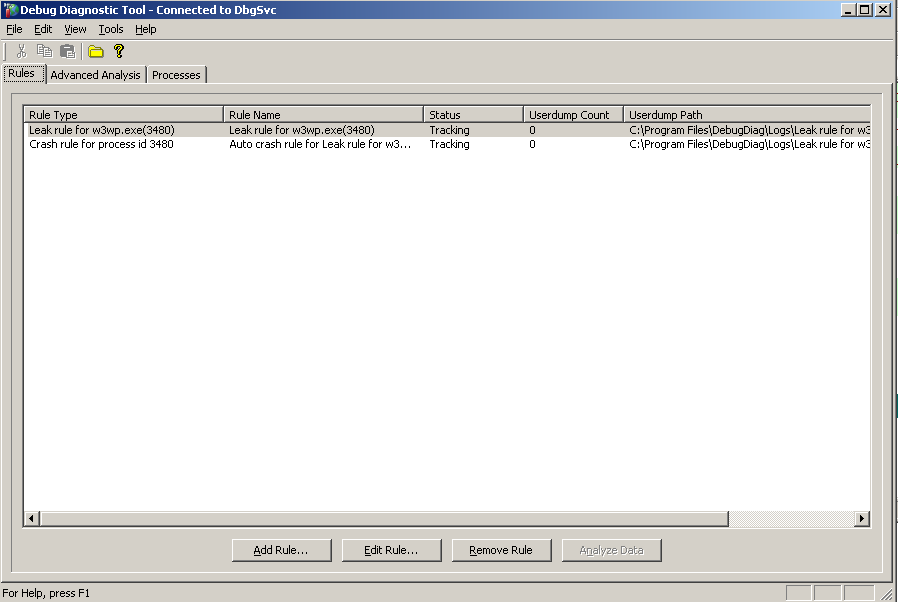 Debug Diagnostic Tool - Connected to DbgSvc
File Edit View Tools Help
Rules Advanced Analysis Processes
Rule Type Rule Name Status Userdump Count Userdump Path
Leak rule for w3wp.exe(3480) Leak rule for w3wp.exe(3480) Tracking 0 C:\Program Files\DebugDiag\Logs\Leak rule for w3
Crash rule for process id 3480 Auto crash rule for Leak rule for w3... Tracking 0 C:\Program Files\DebugDiag\Logs\Leak rule for w3
Add Rule... Edit Rule... Remove Rule Analyze Data
For Help, press F1